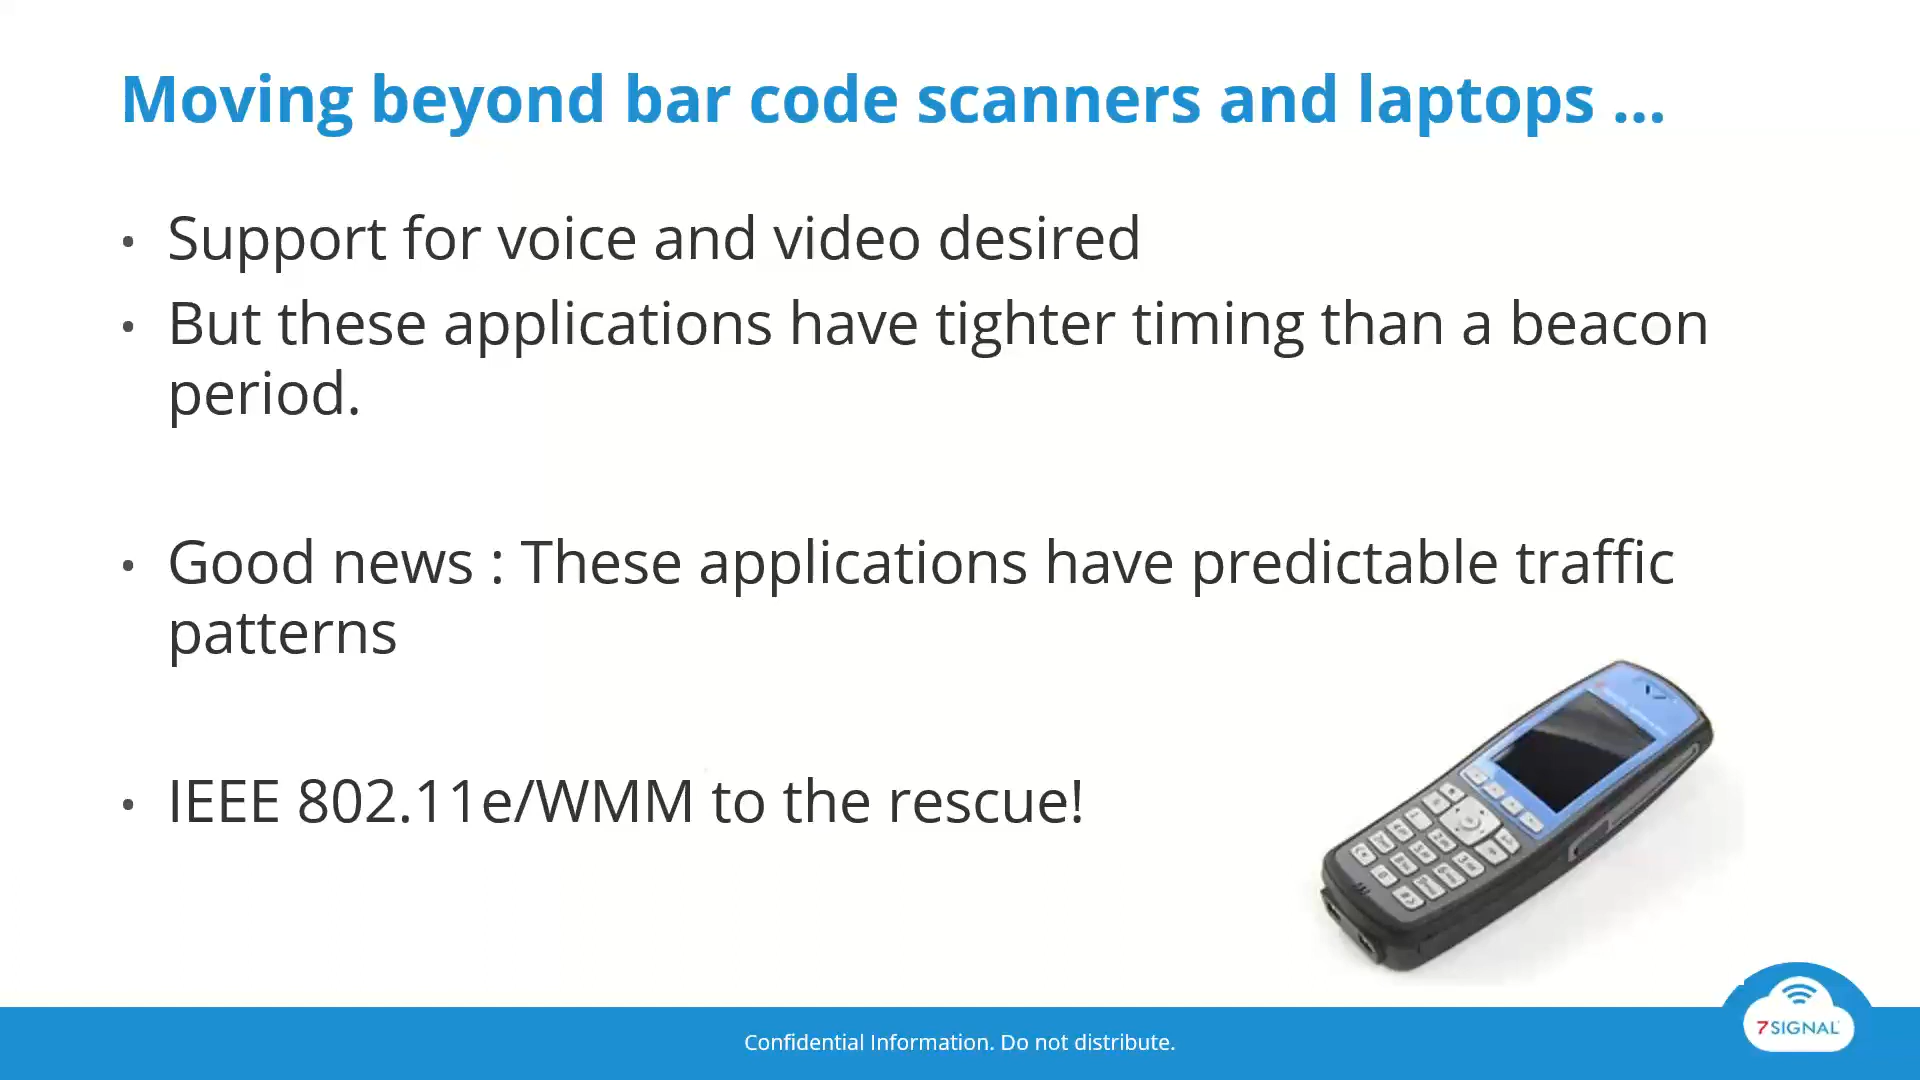 Moving beyond bar code scanners and laptops ...
• Support for voice and video desired
• But these applications have tighter timing than a beacon
period.
• Good news : These applications have predictable traffic
patterns
• IEEE 802.11e/WMM to the rescue!
Confidential Information. Do not distribute.
7SIGNAL